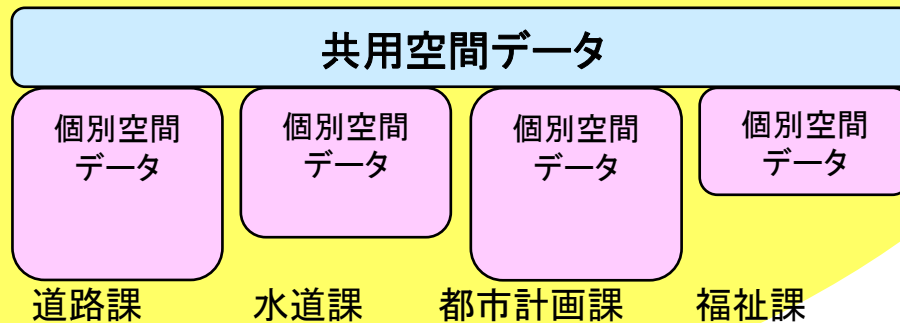 共用空間データ
個別空間
データ
個別空間
データ
個別空間
データ
個別空間
データ
道路課
水道課
都市計画課
福祉課